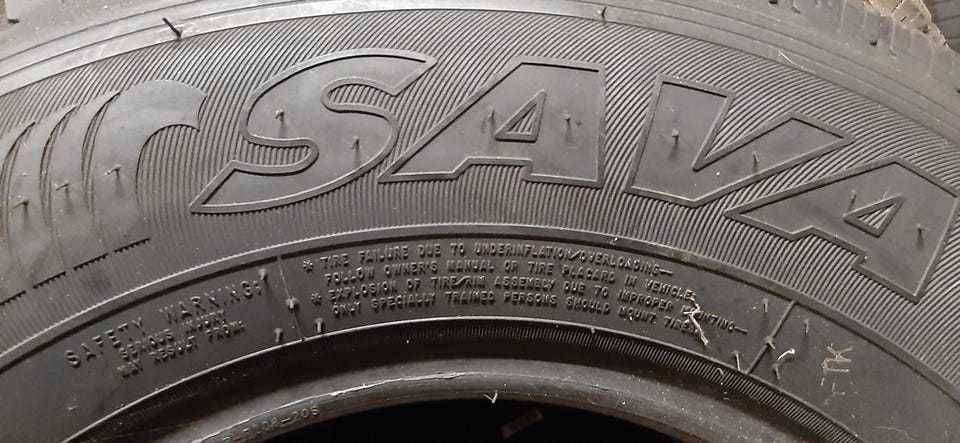 SAVA
SAFETY WARNING:
SERIOUS INJURY
MAY RESULT FROM:
* TIRE FAILURE DUE TO UNDERINFLATION/OVERLOADING—
FOLLOW OWNER'S MANUAL OR TIRE PLACARD IN VEHICLE.
* EXPLOSION OF TIRE/RIM ASSEMBLY DUE TO IMPROPER MOUNTING—
ONLY SPECIALLY TRAINED PERSONS SHOULD MOUNT TIRES.